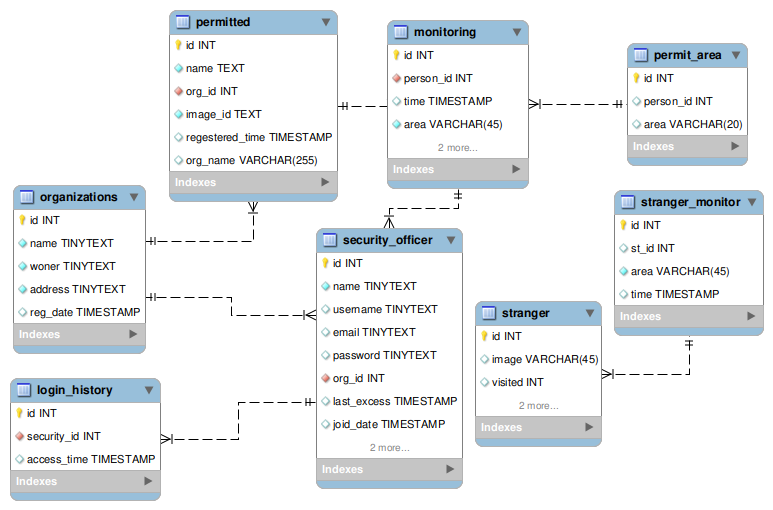 permitted
id INT
name TEXT
org_id INT
image_id TEXT
regestered_time TIMESTAMP
org_name VARCHAR(255)
Indexes
monitoring
id INT
person_id INT
time TIMESTAMP
area VARCHAR(45)
2 more...
Indexes
permit_area
id INT
person_id INT
area VARCHAR(20)
Indexes
organizations
id INT
name TINYTEXT
woner TINYTEXT
address TINYTEXT
reg_date TIMESTAMP
Indexes
security_officer
id INT
name TINYTEXT
username TINYTEXT
email TINYTEXT
password TINYTEXT
org_id INT
last_excess TIMESTAMP
joid_date TIMESTAMP
2 more...
Indexes
stranger_monitor
id INT
st_id INT
area VARCHAR(45)
time TIMESTAMP
Indexes
stranger
id INT
image VARCHAR(45)
visited INT
2 more...
Indexes
login_history
id INT
security_id INT
access_time TIMESTAMP
Indexes